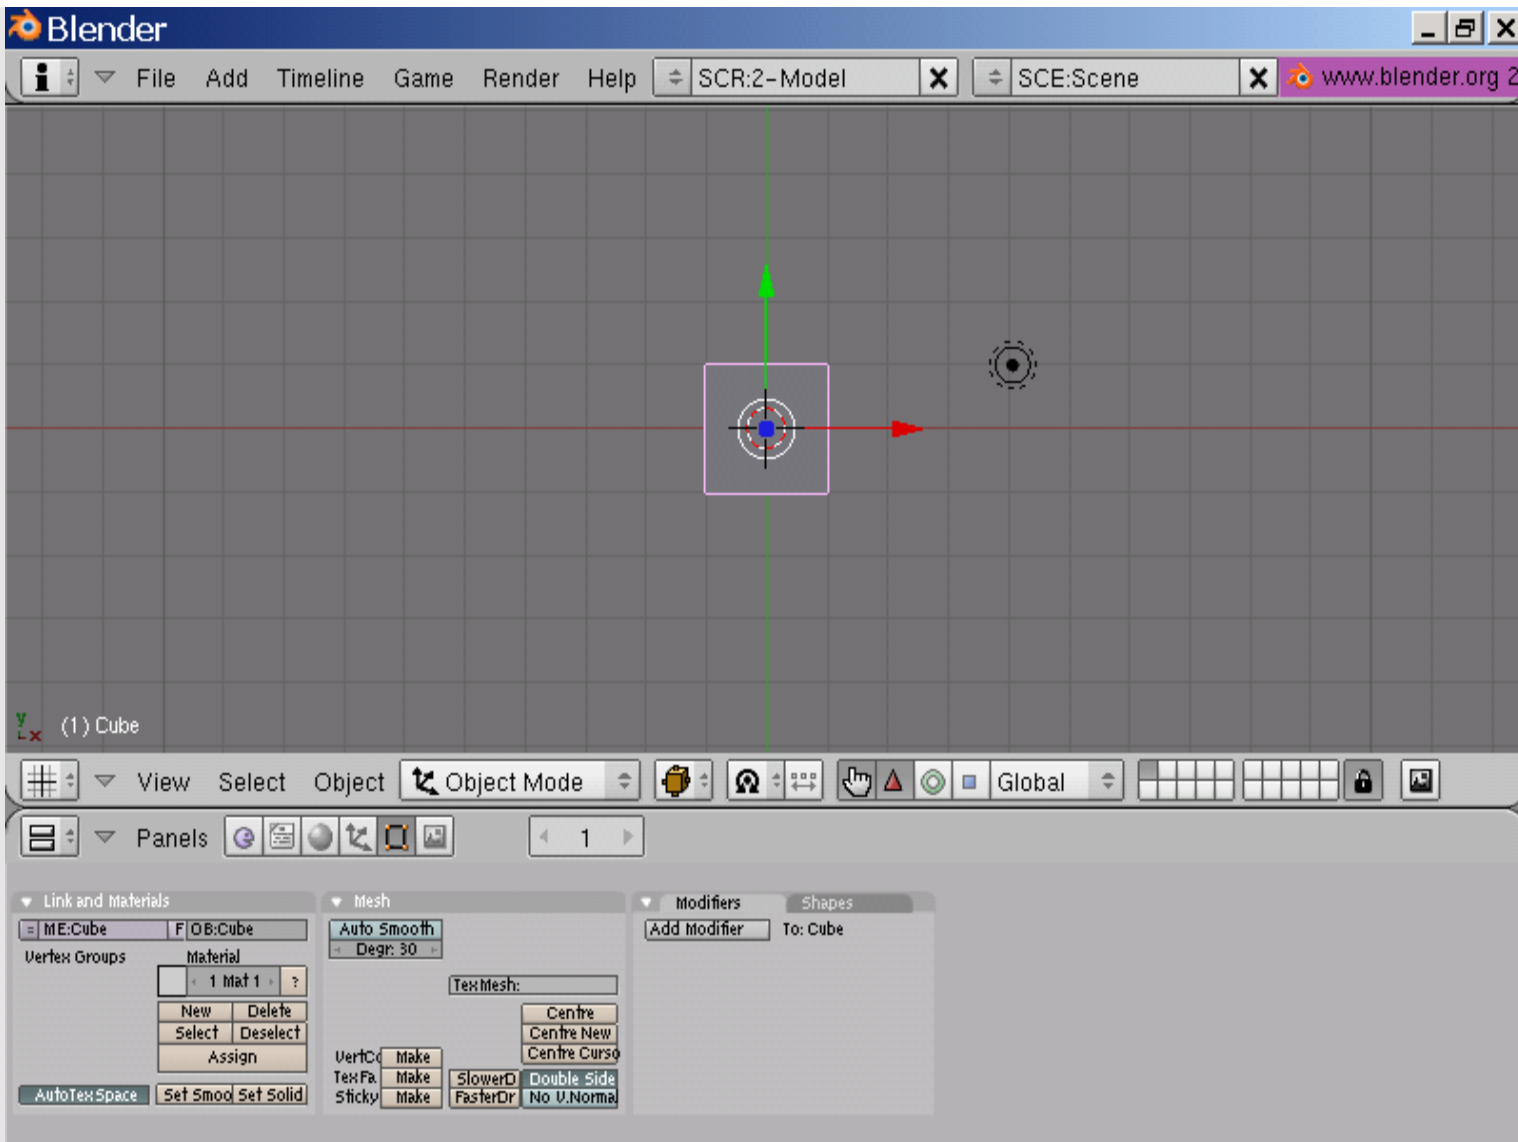 Blender
File Add Timeline Game Render Help SCR:2-Model SCE:Scene www.blender.org 2
y
x (1) Cube
View Select Object Object Mode Global
Panels 1
Link and Materials Mesh Modifiers Shapes
ME:Cube F OB:Cube Auto Smooth Add Modifier To: Cube
Degr: 30
Vertex Groups Material
1 Mat 1 ? TexMesh:
New Delete Centre
Select Deselect Centre New
Assign VertCo Make Centre Curso
TexFa Make SlowerD Double Side
AutoTexSpace Set Smoo Set Solid Sticky Make FasterDr No V.Normal